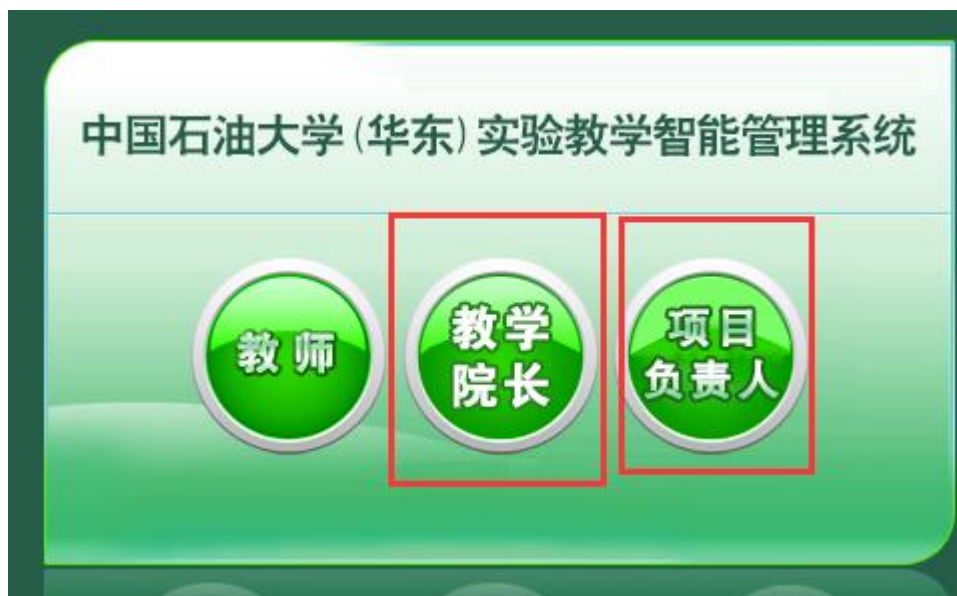 中国石油大学(华东)实验教学智能管理系统
教师
教学
院长
项目
负责人